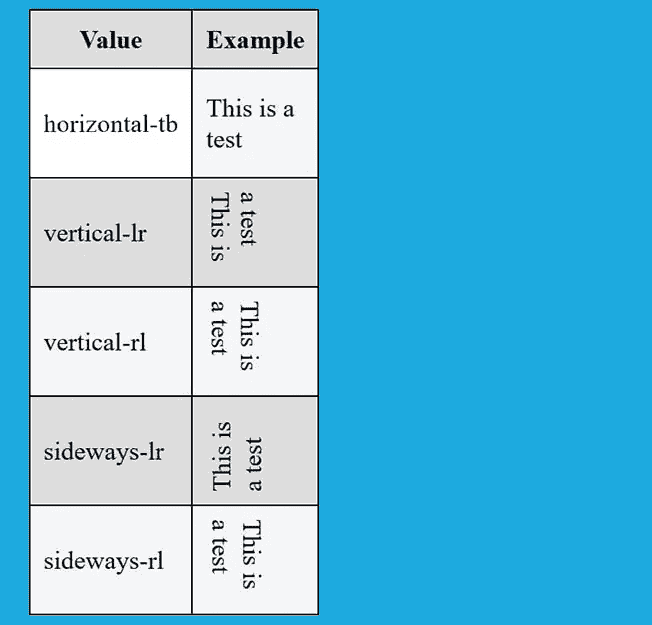 Value Example
horizontal-tb
This is a
test
vertical-lr
This is
a test
vertical-rl
This is
a test
sideways-lr
This is
a test
sideways-rl
This is
a test